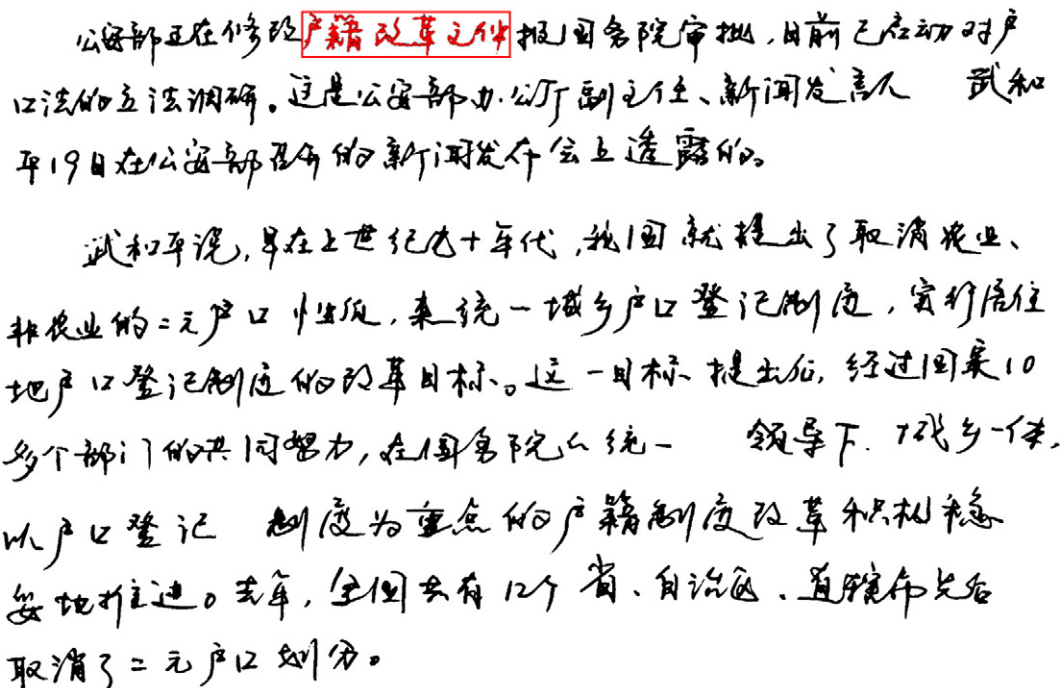 公安部正在修改户籍改革文件报国务院审批,目前已启动对户
口法的立法调研。这是公安部办公厅副主任、新闻发言人 武和
平19日在公安部召开的新闻发布会上透露的。
武和平说,早在上世纪九十年代,我国就提出了取消农业、
非农业的二元户口性质,来统一城乡户口登记制度,实行居住
地户口登记制度的改革目标。这一目标提出后,经过国家10
多个部门的共同努力,在国务院的统一 领导下.城乡一体,
以户口登记 制度为重点的户籍制度改革积极稳
妥地推进。去年,全国共有12个省、自治区、直辖市先后
取消了二元户口划分。